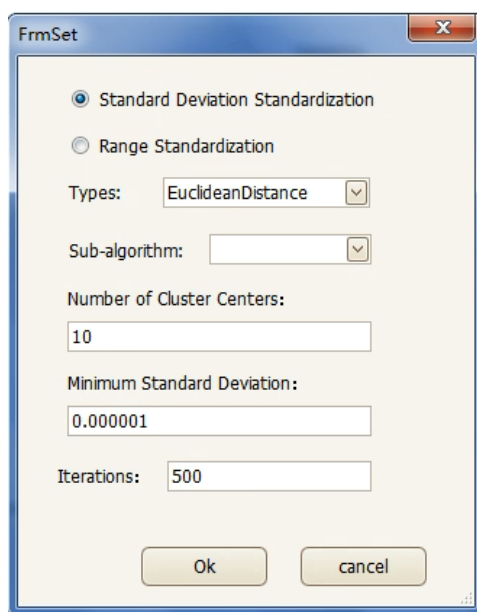 FrmSet
Standard Deviation Standardization
Range Standardization
Types: EuclideanDistance
Sub-algorithm:
Number of Cluster Centers:
10
Minimum Standard Deviation:
0.000001
Iterations: 500
Ok cancel